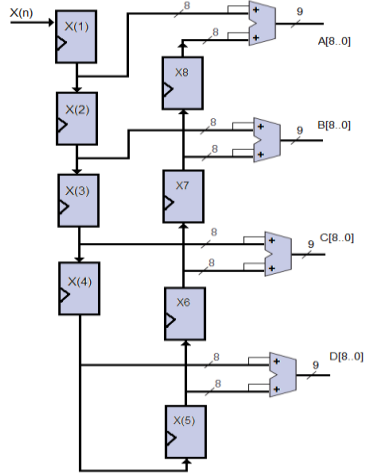 X(n)
X(1)
8
+
9
8
+
A[8..0]
X8
X(2)
8
+
B[8..0]
9
8
+
X(3)
X7
8
+
C[8..0]
9
8
+
X(4)
X6
8
+
D[8..0]
9
8
+
X(5)